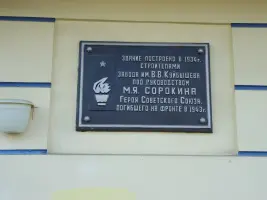 ЗДАНИЕ ПОСТРОЕНО В 1934г.
СТРОИТЕЛЯМИ
ЗАВОДА ИМ. В.В. КУЙБЫШЕВА
ПОД РУКОВОДСТВОМ
М.Я. СОРОКИНА
ГЕРОЯ СОВЕТСКОГО СОЮЗА,
ПОГИБШЕГО НА ФРОНТЕ В 1943г.